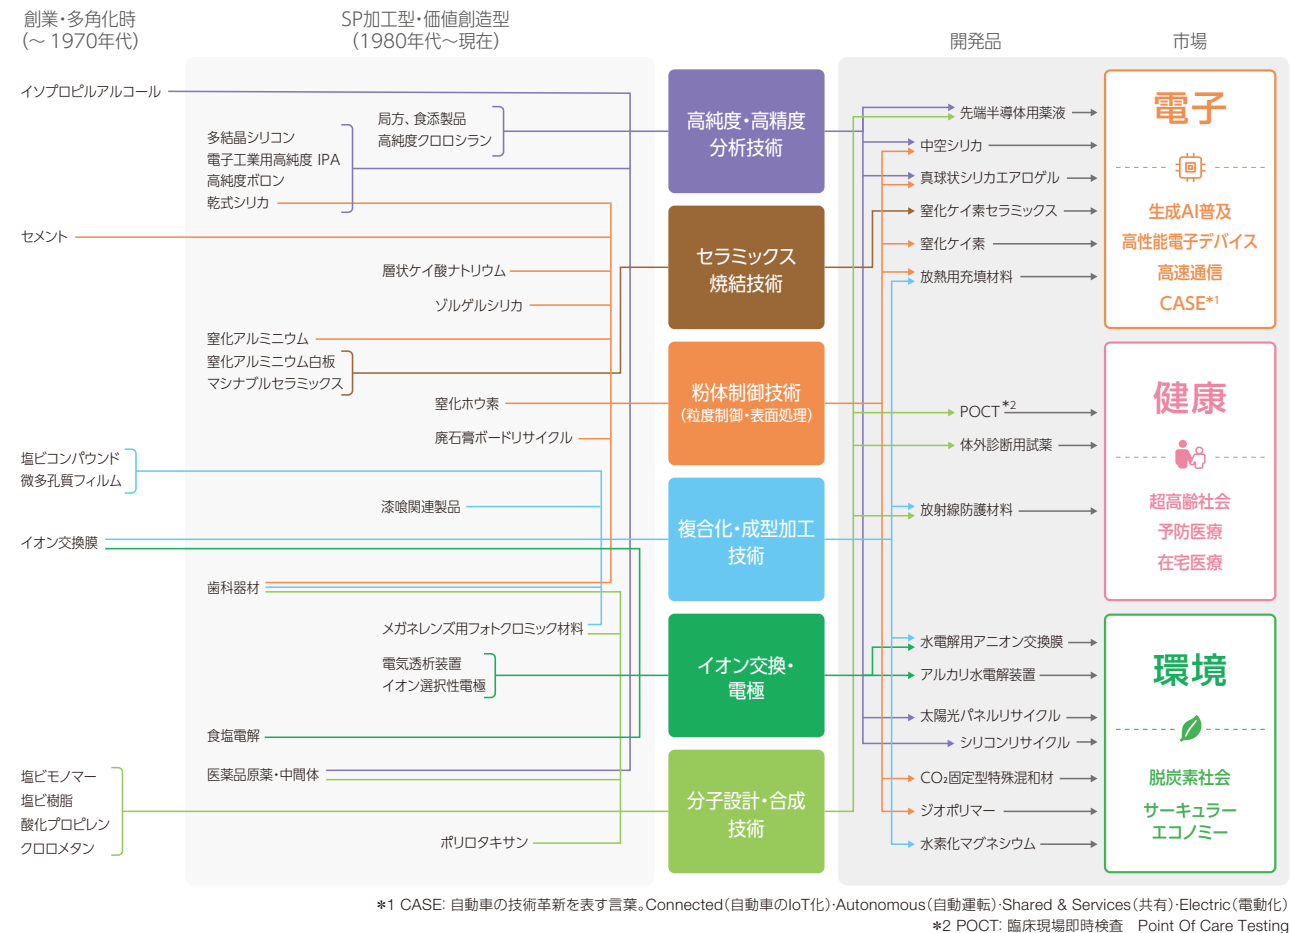 創業・多角化時
（～1970年代）
SP加工型・価値創造型
（1980年代～現在）
開発品
市場
イソプロピルアルコール
セメント
塩ビコンパウンド
微多孔質フィルム
イオン交換膜
塩ビモノマー
塩ビ樹脂
酸化プロピレン
クロロメタン
局方、食添製品
高純度クロロシラン
多結晶シリコン
電子工業用高純度 IPA
高純度ボロン
乾式シリカ
層状ケイ酸ナトリウム
ゾルゲルシリカ
窒化アルミニウム
窒化アルミニウム白板
マシナブルセラミックス
窒化ホウ素
廃石膏ボードリサイクル
漆喰関連製品
歯科器材
メガネレンズ用フォトクロミック材料
電気透析装置
イオン選択性電極
食塩電解
医薬品原薬・中間体
ポリロタキサン
高純度・高精度
分析技術
セラミックス
焼結技術
粉体制御技術
（粒度制御・表面処理）
複合化・成型加工
技術
イオン交換・
電極
分子設計・合成
技術
先端半導体用薬液
中空シリカ
真球状シリカエアロゲル
窒化ケイ素セラミックス
窒化ケイ素
放熱用充填材料
POCT*2
体外診断用試薬
放射線防護材料
水電解用アニオン交換膜
アルカリ水電解装置
太陽光パネルリサイクル
シリコンリサイクル
CO₂固定型特殊混和材
ジオポリマー
水素化マグネシウム
電子
生成AI普及
高性能電子デバイス
高速通信
CASE*1
健康
超高齢社会
予防医療
在宅医療
環境
脱炭素社会
サーキュラー
エコノミー
*1 CASE: 自動車の技術革新を表す言葉。Connected（自動車のIoT化）・Autonomous（自動運転）・Shared & Services（共有）・Electric（電動化）
*2 POCT: 臨床現場即時検査　Point Of Care Testing